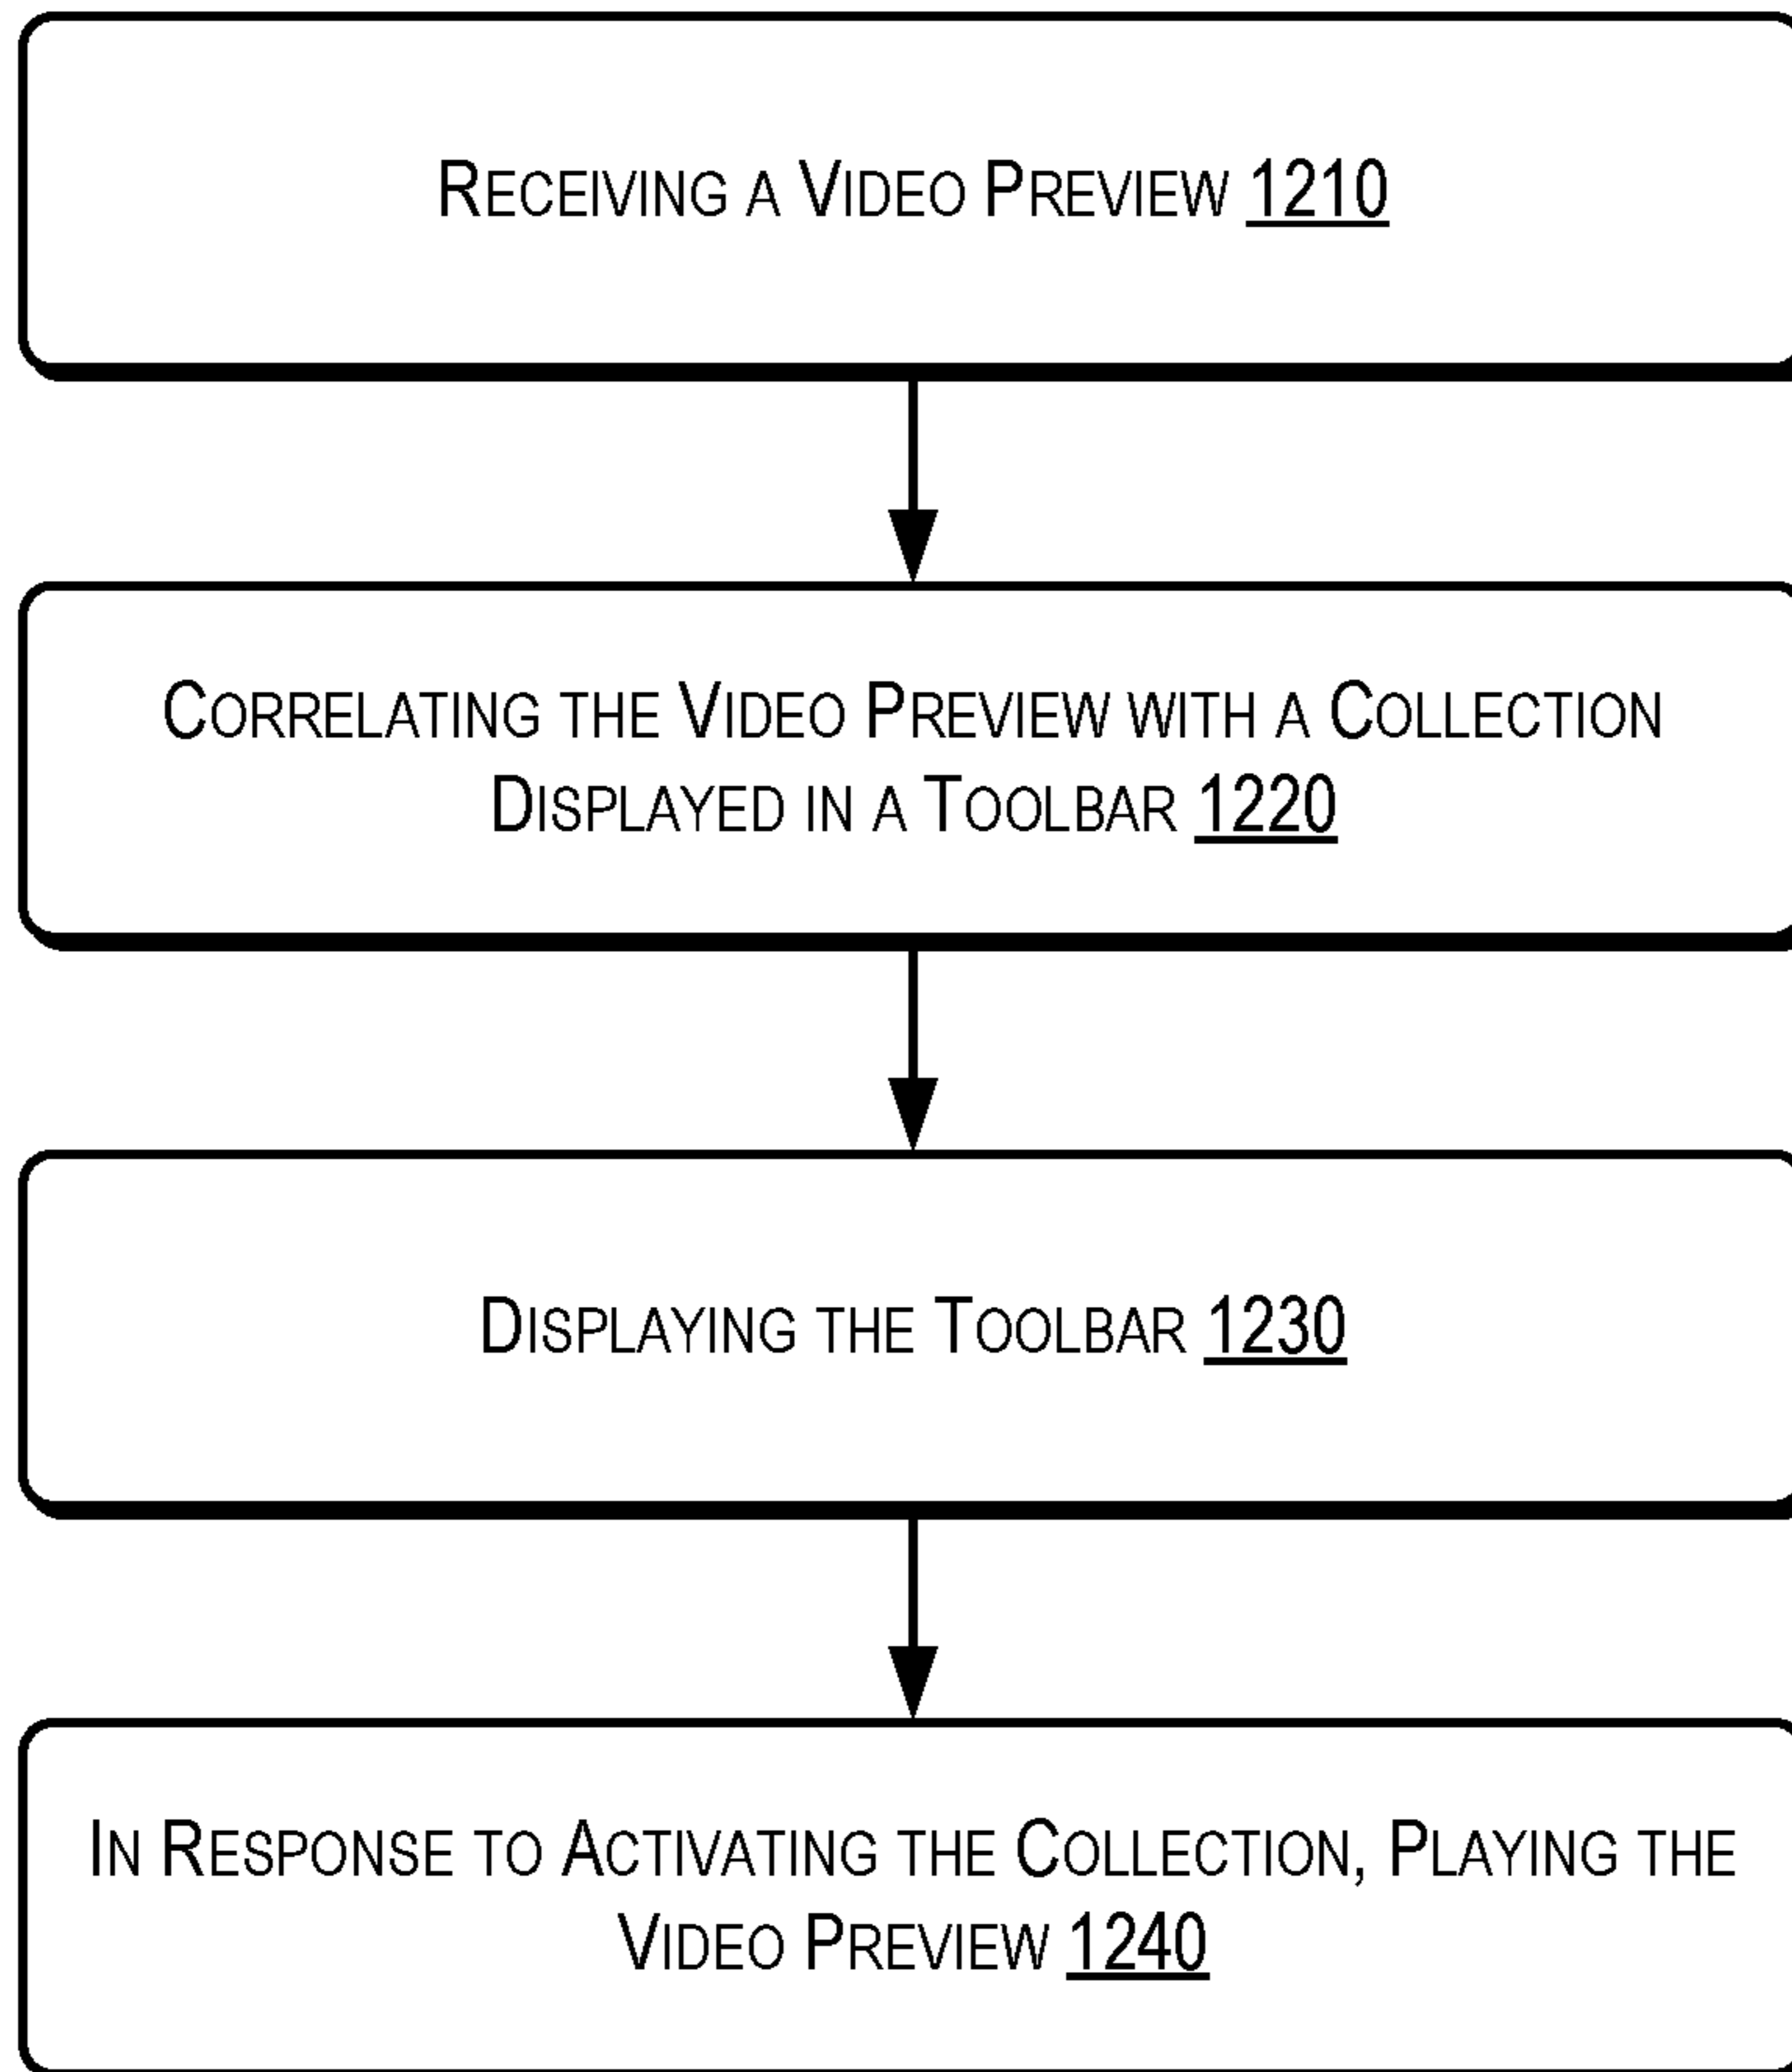 Receiving a Video Preview 1210
Correlating the Video Preview with a Collection
Displayed in a Toolbar 1220
Displaying the Toolbar 1230
In Response to Activating the Collection, Playing the
Video Preview 1240